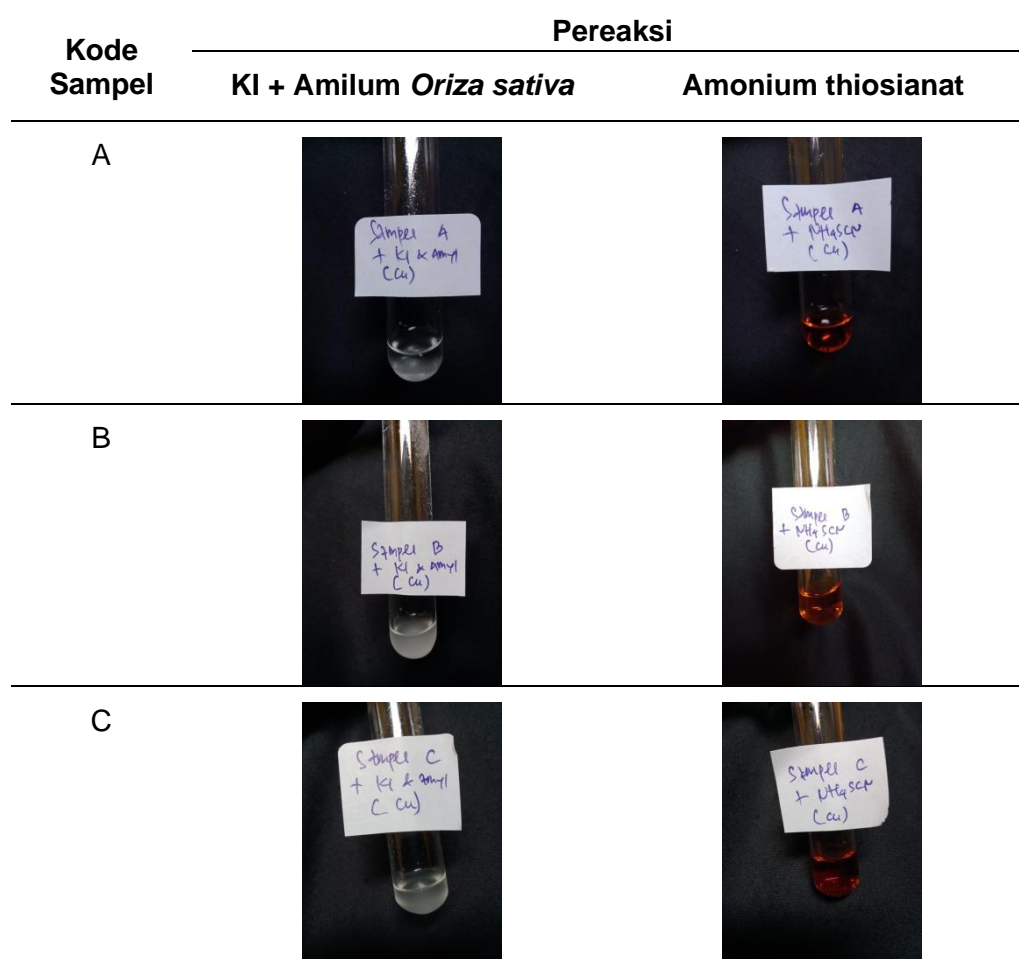 Kode
Sampel
Pereaksi
KI + Amilum Oriza sativa
Amonium thiosianat
A
Sampel A
+ KI & Amyl
(Cu)
Sampel A
+ NH4SCN
(Cu)
B
Sampel B
+ KI & Amyl
(Cu)
Sampel B
+ NH4SCN
(Cu)
C
Sampel C
+ KI & Amyl
(Cu)
Sampel C
+ NH4SCN
(Cu)